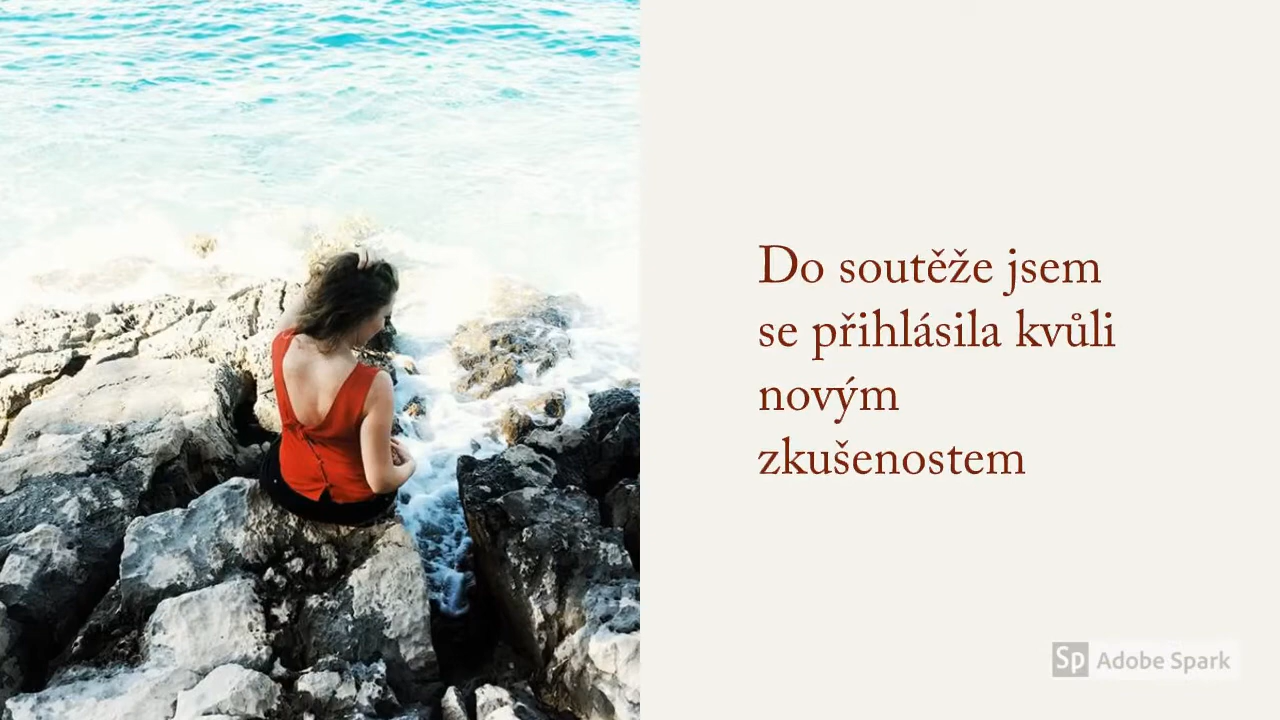 Do soutěže jsem
se přihlásila kvůli
novým
zkušenostem
Sp Adobe Spark